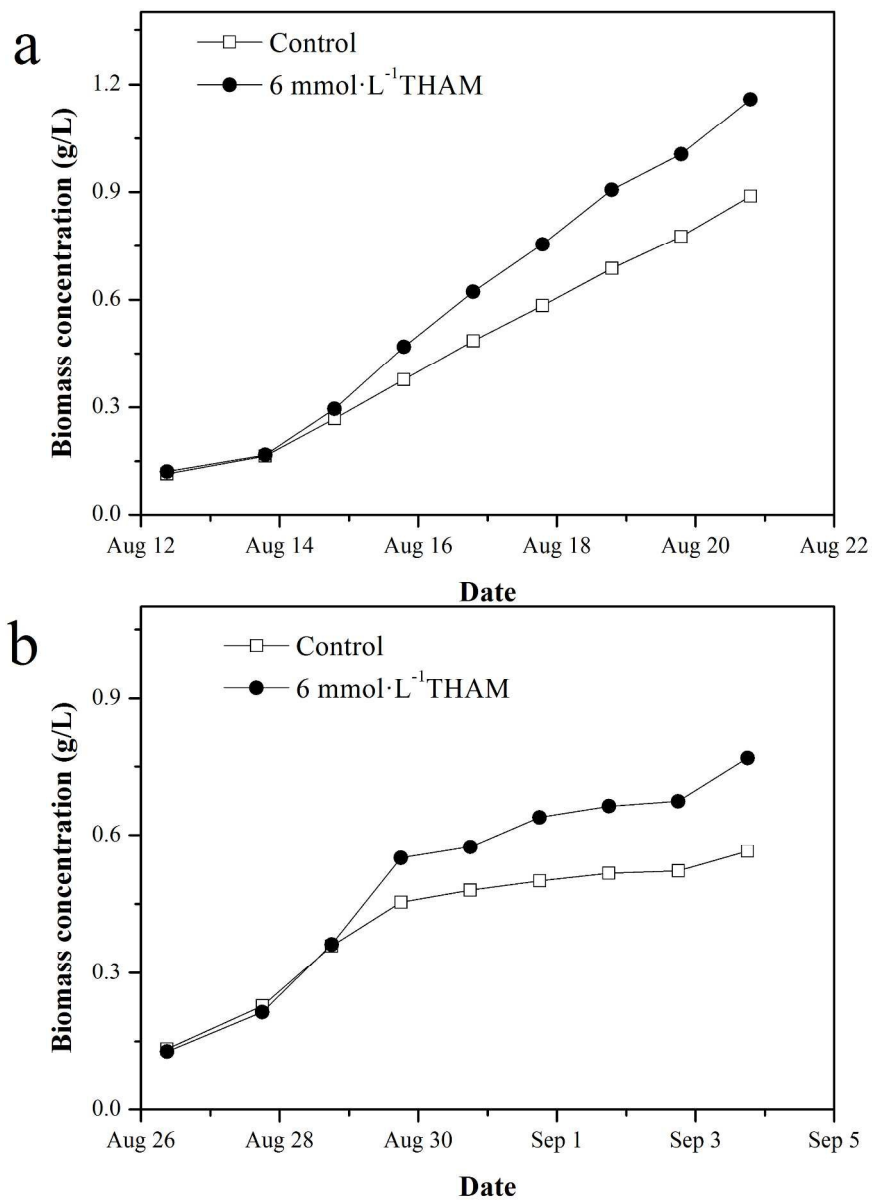 a
Control
6 mmol·L⁻¹THAM
Biomass concentration (g/L)
1.2
0.9
0.6
0.3
0.0
Aug 12 Aug 14 Aug 16 Aug 18 Aug 20 Aug 22
Date
b
Control
6 mmol·L⁻¹THAM
Biomass concentration (g/L)
0.9
0.6
0.3
0.0
Aug 26 Aug 28 Aug 30 Sep 1 Sep 3 Sep 5
Date